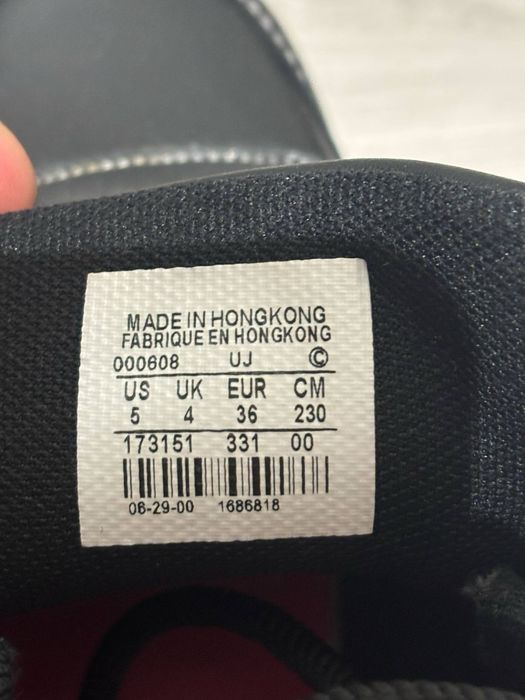 MADE IN HONGKONG
FABRIQUE EN HONGKONG
000608 UJ ©
US UK EUR CM
5 4 36 230
173151 331 00
06-29-00 1686818